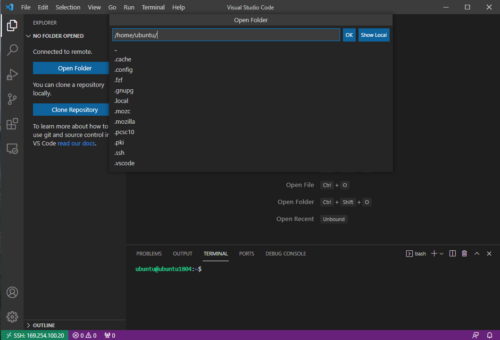 File Edit Selection View Go Run Terminal Help Visual Studio Code
Open Folder
/home/ubuntu/ OK Show Local
..
.cache
.config
.fzf
.gnupg
.local
.mozc
.mozilla
.pcsc10
.pki
.ssh
.vscode
EXPLORER
NO FOLDER OPENED
Connected to remote.
Open Folder
You can clone a repository
locally.
Clone Repository
To learn more about how to
use git and source control in
VS Code read our docs.
OUTLINE
Open File Ctrl + O
Open Folder Ctrl + Shift + O
Open Recent Unbound
PROBLEMS OUTPUT TERMINAL PORTS DEBUG CONSOLE bash
ubuntu@ubuntu1804:~$
SSH: 169.254.100.20 0 0 0